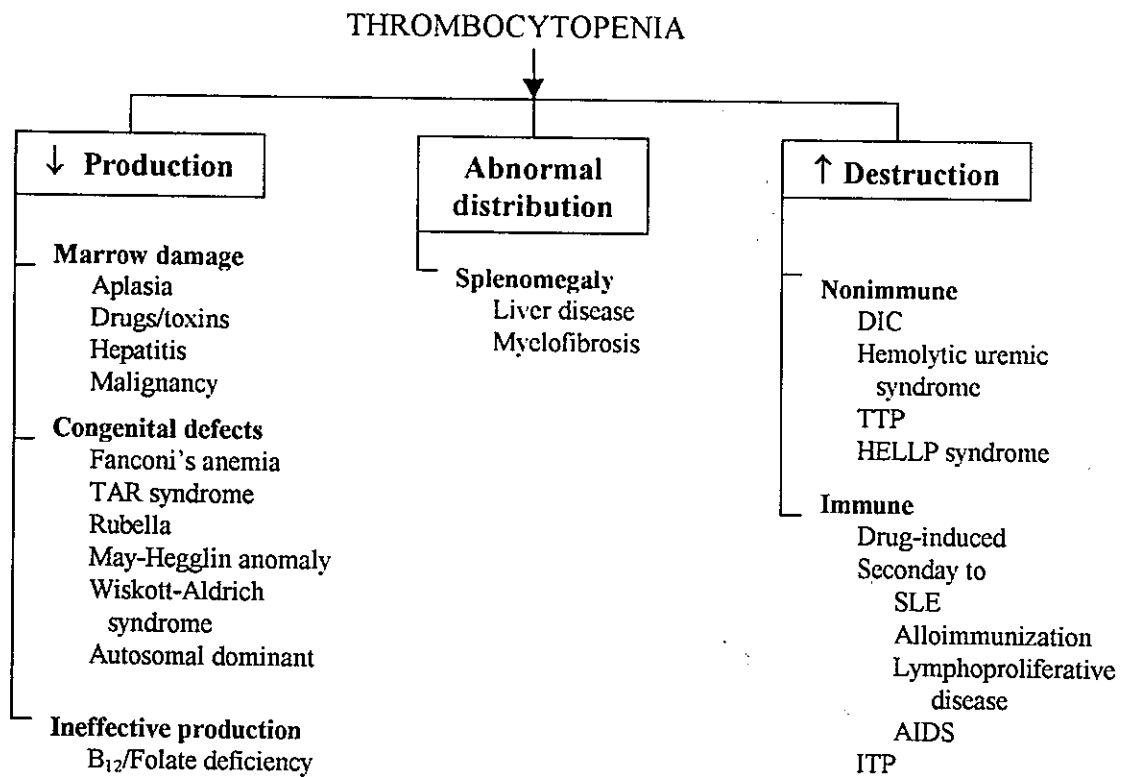 THROMBOCYTOPENIA
↓ Production
Marrow damage
Aplasia
Drugs/toxins
Hepatitis
Malignancy
Congenital defects
Fanconi's anemia
TAR syndrome
Rubella
May-Hegglin anomaly
Wiskott-Aldrich
syndrome
Autosomal dominant
Ineffective production
B₁₂/Folate deficiency
Abnormal
distribution
Splenomegaly
Liver disease
Myelofibrosis
↑ Destruction
Nonimmune
DIC
Hemolytic uremic
syndrome
TTP
HELLP syndrome
Immune
Drug-induced
Seconday to
SLE
Alloimmunization
Lymphoproliferative
disease
AIDS
ITP